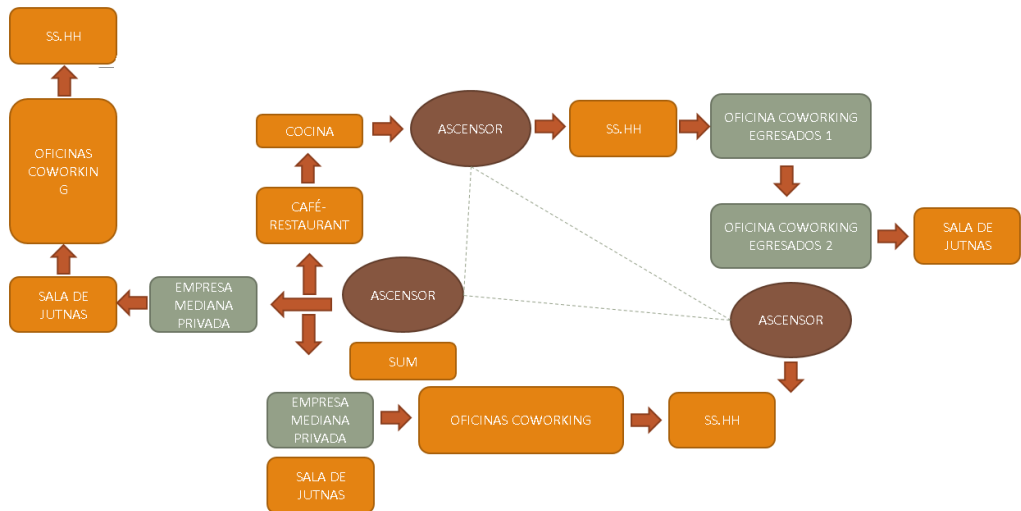 SS.HH
OFICINAS
COWORKIN
G
SALA DE
JUTNAS
EMPRESA
MEDIANA
PRIVADA
COCINA
CAFÉ-
RESTAURANT
ASCENSOR
ASCENSOR
SS.HH
OFICINA COWORKING
EGRESADOS 1
OFICINA COWORKING
EGRESADOS 2
SALA DE
JUTNAS
ASCENSOR
SUM
EMPRESA
MEDIANA
PRIVADA
OFICINAS COWORKING
SS.HH
SALA DE
JUTNAS